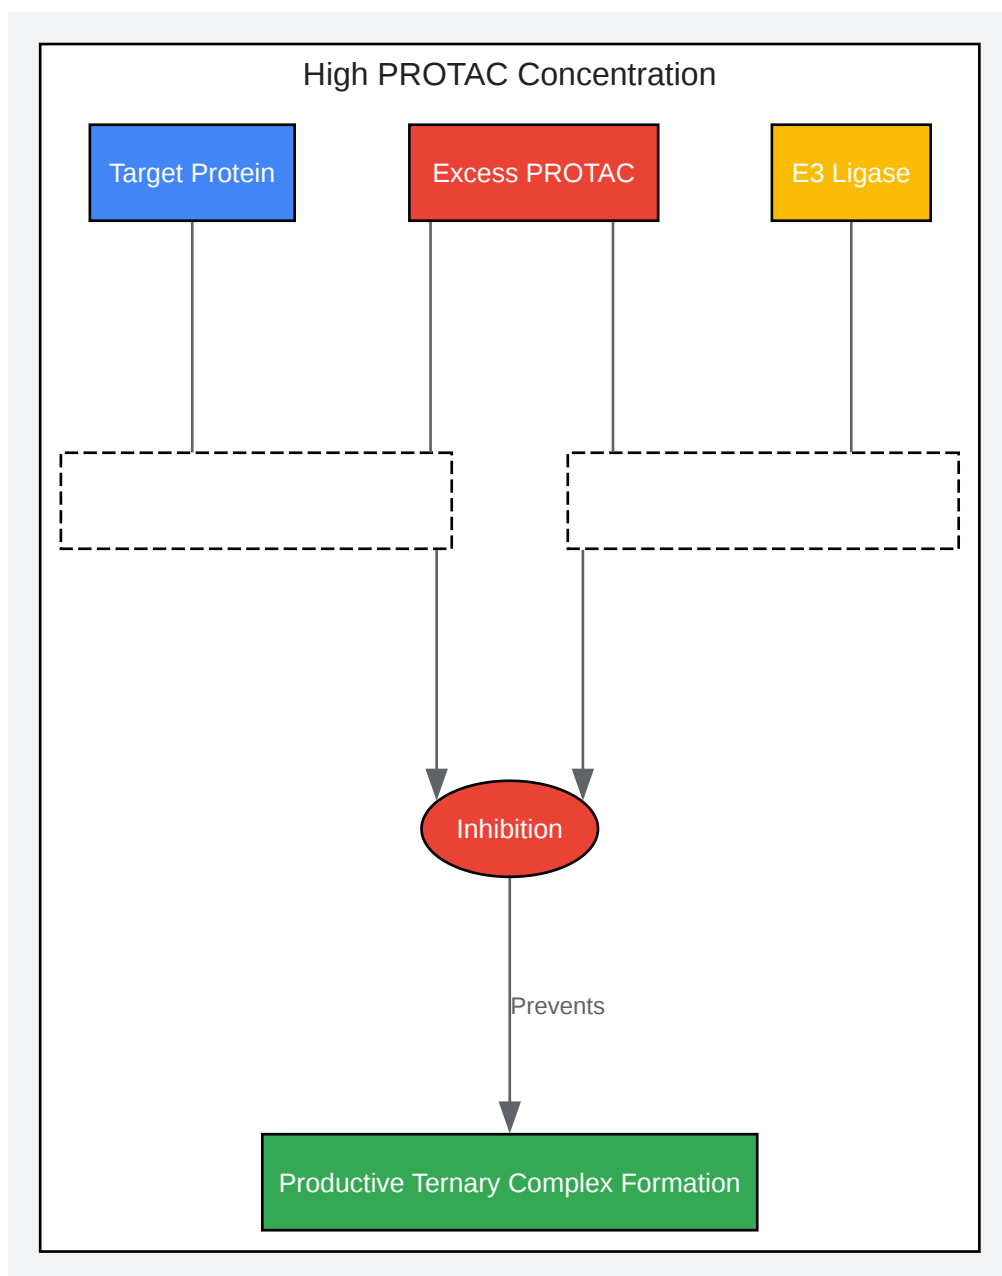 High PROTAC Concentration
Target Protein
Excess PROTAC
E3 Ligase
Inhibition
Prevents
Productive Ternary Complex Formation